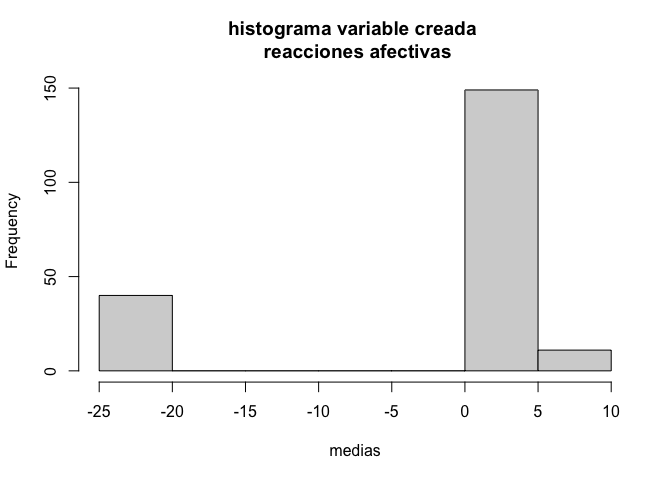 histograma variable creada
reacciones afectivas
150
100
50
0
Frequency
-25 -20 -15 -10 -5 0 5 10
medias